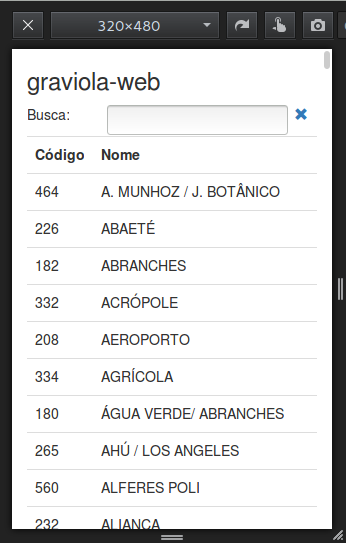 320×480
graviola-web
Busca:
Código Nome
464 A. MUNHOZ / J. BOTÂNICO
226 ABAETÉ
182 ABRANCHES
332 ACRÓPOLE
208 AEROPORTO
334 AGRÍCOLA
180 ÁGUA VERDE/ ABRANCHES
265 AHÚ / LOS ANGELES
560 ALFERES POLI
232 ALIANÇA